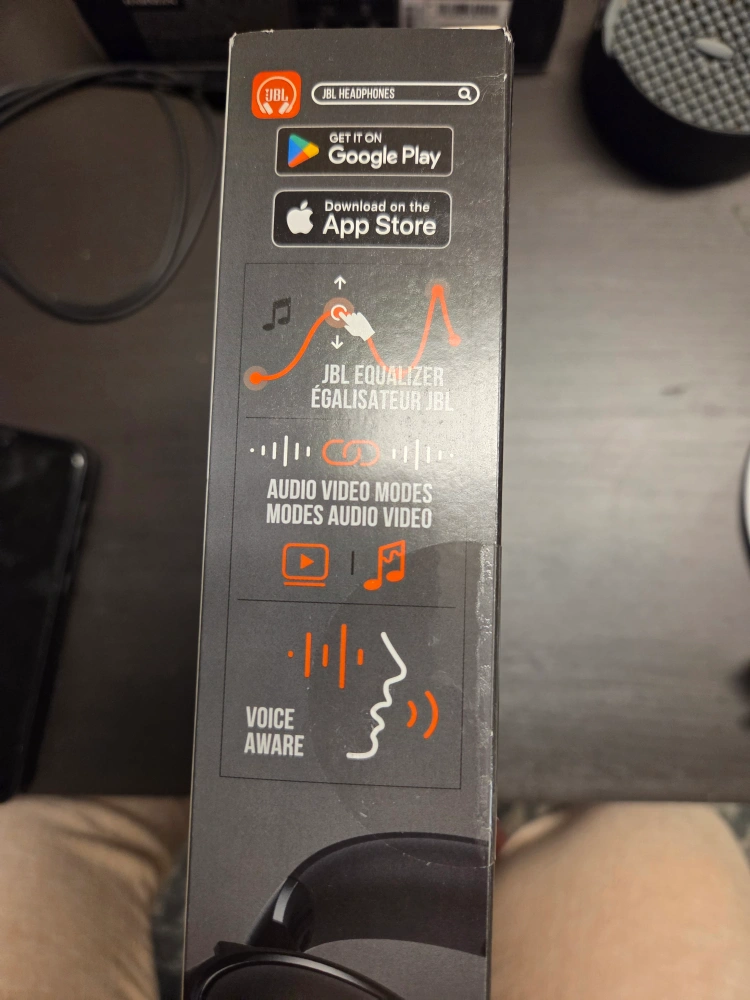 JBL
JBL HEADPHONES
GET IT ON
Google Play
Download on the
App Store
JBL EQUALIZER
ÉGALISATEUR JBL
AUDIO VIDEO MODES
MODES AUDIO VIDEO
VOICE
AWARE